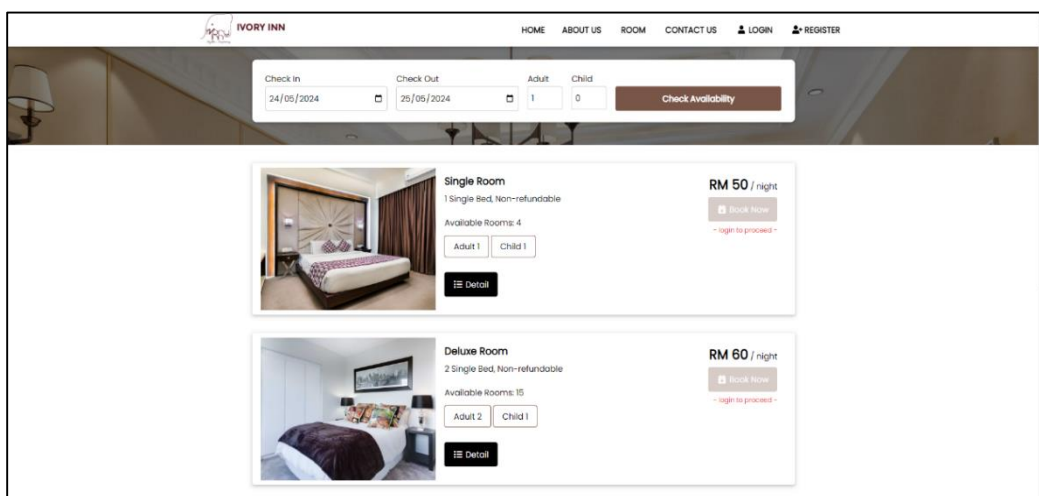 IVORY INN
HOME ABOUT US ROOM CONTACT US LOGIN REGISTER
Check In Check Out Adult Child
24/05/2024 25/05/2024 1 0 Check Availability
Single Room
RM 50 / night
1 Single Bed, Non-refundable
Book Now
Available Rooms: 4
- login to proceed -
Adult 1 Child 1
Detail
Deluxe Room
RM 60 / night
2 Single Bed, Non-refundable
Book Now
Available Rooms: 15
- login to proceed -
Adult 2 Child 1
Detail